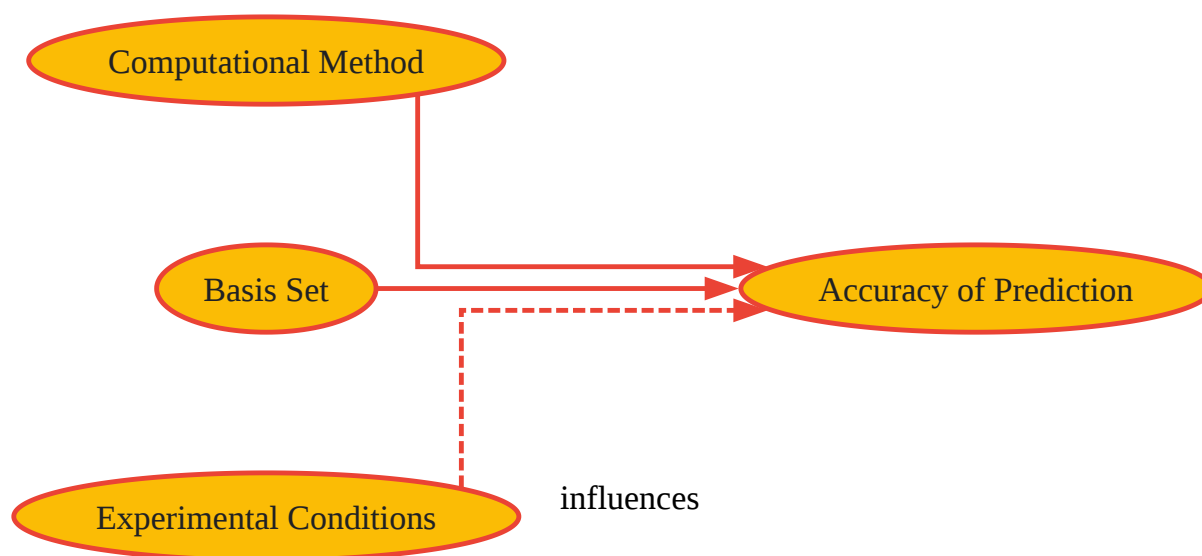 Computational Method
Basis Set
Accuracy of Prediction
Experimental Conditions
influences